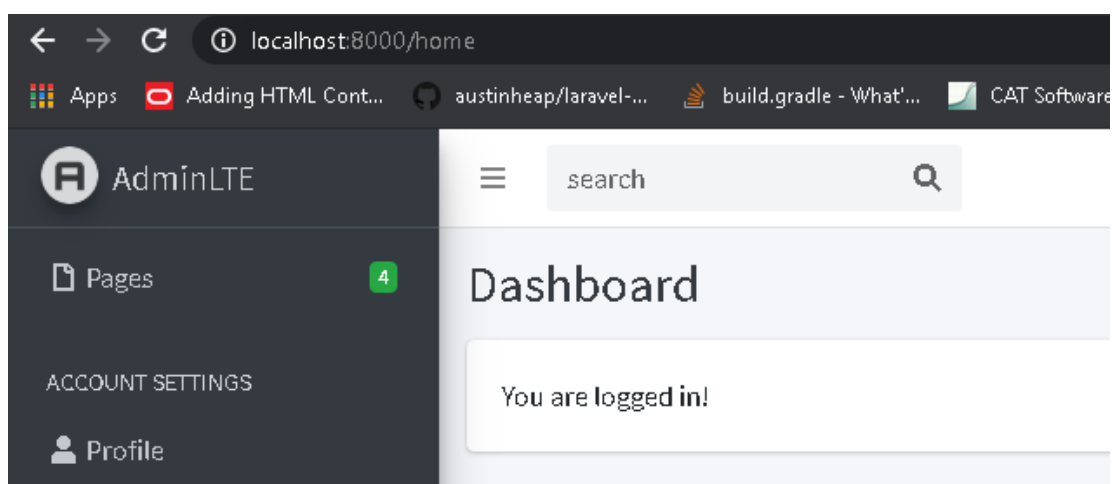 localhost:8000/home
Apps Adding HTML Cont... austinheap/laravel-... build.gradle - What'... CAT Software
AdminLTE
search
Pages 4
Dashboard
ACCOUNT SETTINGS
You are logged in!
Profile